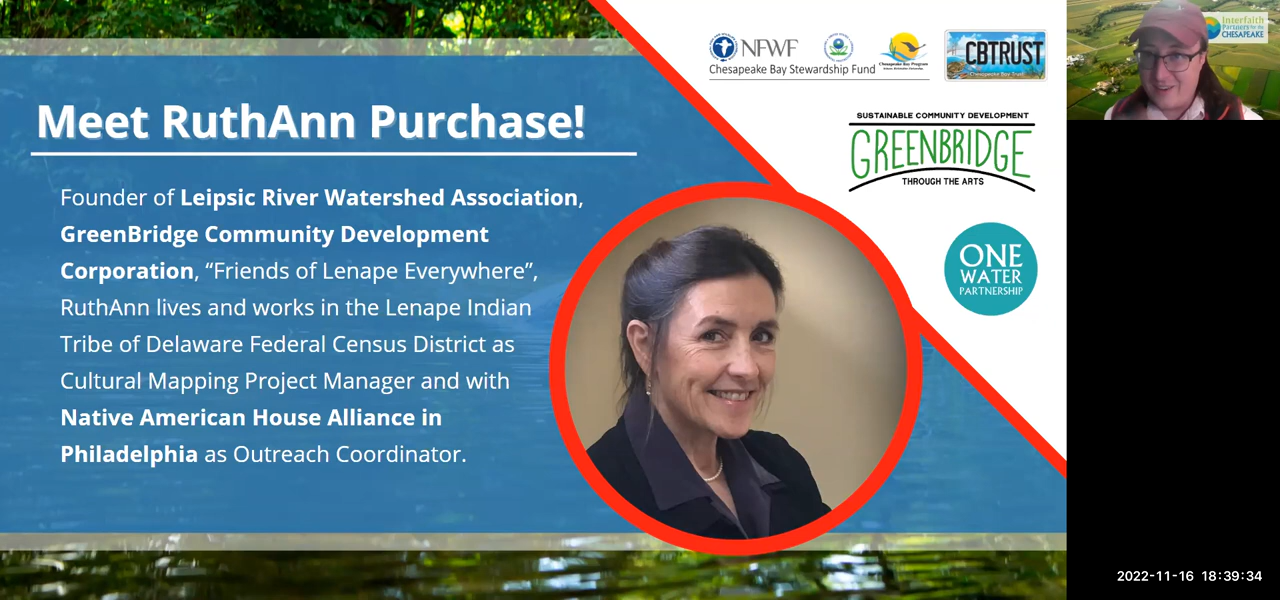 Meet RuthAnn Purchase!
Founder of Leipsic River Watershed Association,
GreenBridge Community Development
Corporation, “Friends of Lenape Everywhere”,
RuthAnn lives and works in the Lenape Indian
Tribe of Delaware Federal Census District as
Cultural Mapping Project Manager and with
Native American House Alliance in
Philadelphia as Outreach Coordinator.
NFWF
Chesapeake Bay Stewardship Fund
Chesapeake Bay Program
CBTRUST
Chesapeake Bay Trust
SUSTAINABLE COMMUNITY DEVELOPMENT
GREENBRIDGE
THROUGH THE ARTS
ONE
WATER
PARTNERSHIP
Interfaith
Partners for the
CHESAPEAKE
2022-11-16 18:39:34